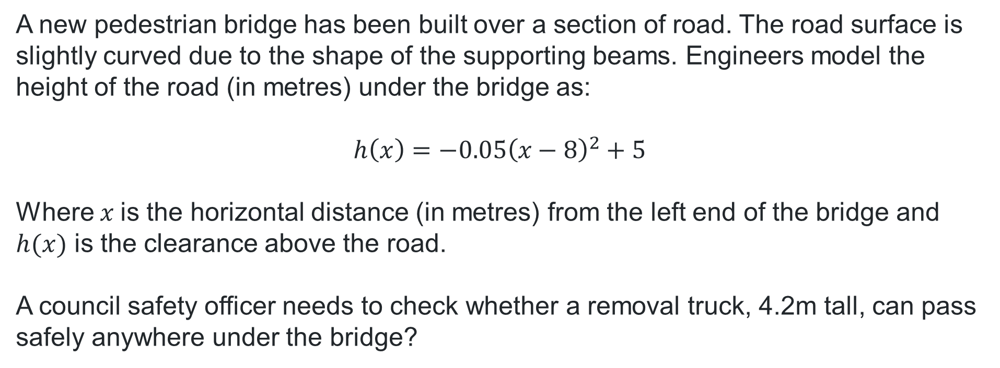 A new pedestrian bridge has been built over a section of road. The road surface is
slightly curved due to the shape of the supporting beams. Engineers model the
height of the road (in metres) under the bridge as:
h(x) = −0.05(x − 8)² + 5
Where x is the horizontal distance (in metres) from the left end of the bridge and
h(x) is the clearance above the road.
A council safety officer needs to check whether a removal truck, 4.2m tall, can pass
safely anywhere under the bridge?